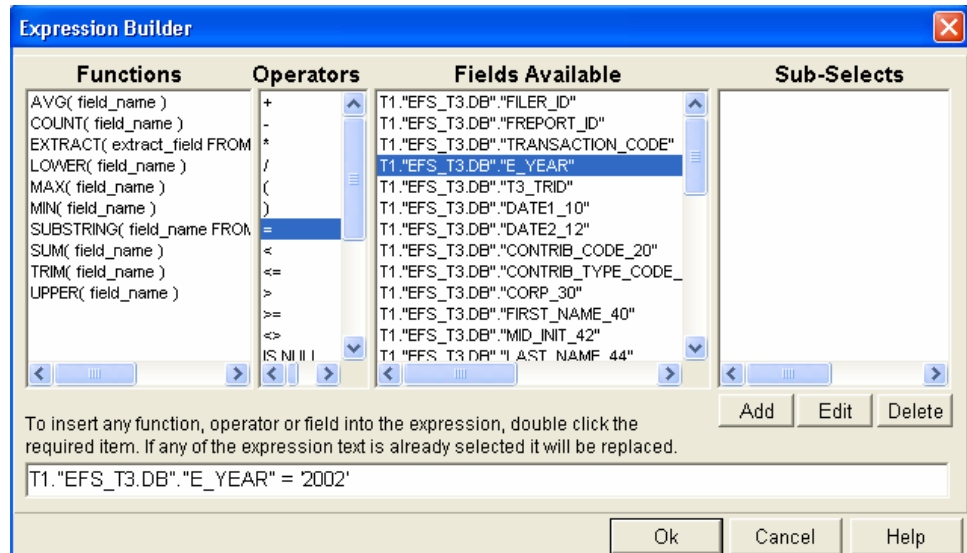 Expression Builder
Functions
AVG( field_name )
COUNT( field_name )
EXTRACT( extract_field FROM
LOWER( field_name )
MAX( field_name )
MIN( field_name )
SUBSTRING( field_name FROM
SUM( field_name )
TRIM( field_name )
UPPER( field_name )
Operators
+
-
*
/
(
)
=
<
<=
>
>=
<>
IS NULL
Fields Available
T1."EFS_T3.DB"."FILER_ID"
T1."EFS_T3.DB"."FREPORT_ID"
T1."EFS_T3.DB"."TRANSACTION_CODE"
T1."EFS_T3.DB"."E_YEAR"
T1."EFS_T3.DB"."T3_TRID"
T1."EFS_T3.DB"."DATE1_10"
T1."EFS_T3.DB"."DATE2_12"
T1."EFS_T3.DB"."CONTRIB_CODE_20"
T1."EFS_T3.DB"."CONTRIB_TYPE_CODE_
T1."EFS_T3.DB"."CORP_30"
T1."EFS_T3.DB"."FIRST_NAME_40"
T1."EFS_T3.DB"."MID_INIT_42"
T1."EFS_T3.DB"."LAST_NAME_44"
Sub-Selects
Add Edit Delete
To insert any function, operator or field into the expression, double click the
required item. If any of the expression text is already selected it will be replaced.
T1."EFS_T3.DB"."E_YEAR" = '2002'
Ok Cancel Help